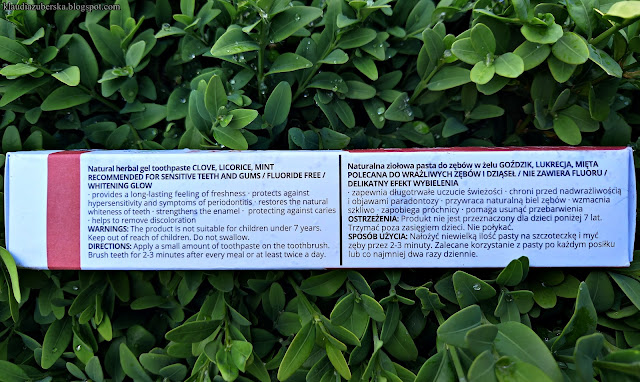 klaudiazuberska.blogspot.com
Natural herbal gel toothpaste CLOVE, LICORICE, MINT
RECOMMENDED FOR SENSITIVE TEETH AND GUMS / FLUORIDE FREE /
WHITENING GLOW
· provides a long-lasting feeling of freshness · protects against
hypersensitivity and symptoms of periodontitis · restores the natural
whiteness of teeth · strengthens the enamel · protecting against caries
· helps to remove discoloration
WARNINGS: The product is not suitable for children under 7 years.
Keep out of reach of children. Do not swallow.
DIRECTIONS: Apply a small amount of toothpaste on the toothbrush.
Brush teeth for 2-3 minutes after every meal or at least twice a day.
Naturalna ziołowa pasta do zębów w żelu GOŹDZIK, LUKRECJA, MIĘTA
POLECANA DO WRAŻLIWYCH ZĘBÓW I DZIĄSEŁ / NIE ZAWIERA FLUORU /
DELIKATNY EFEKT WYBIELENIA
· zapewnia długotrwałe uczucie świeżości · chroni przed nadwrażliwością
i objawami paradontozy · przywraca naturalną biel zębów · wzmacnia
szkliwo · zapobiega próchnicy · pomaga usunąć przebarwienia
OSTRZEŻENIA: Produkt nie jest przeznaczony dla dzieci poniżej 7 lat.
Trzymać poza zasięgiem dzieci. Nie połykać.
SPOSÓB UŻYCIA: Nałożyć niewielką ilość pasty na szczoteczkę i myć
zęby przez 2-3 minuty. Zalecane korzystanie z pasty po każdym posiłku
lub co najmniej dwa razy dziennie.